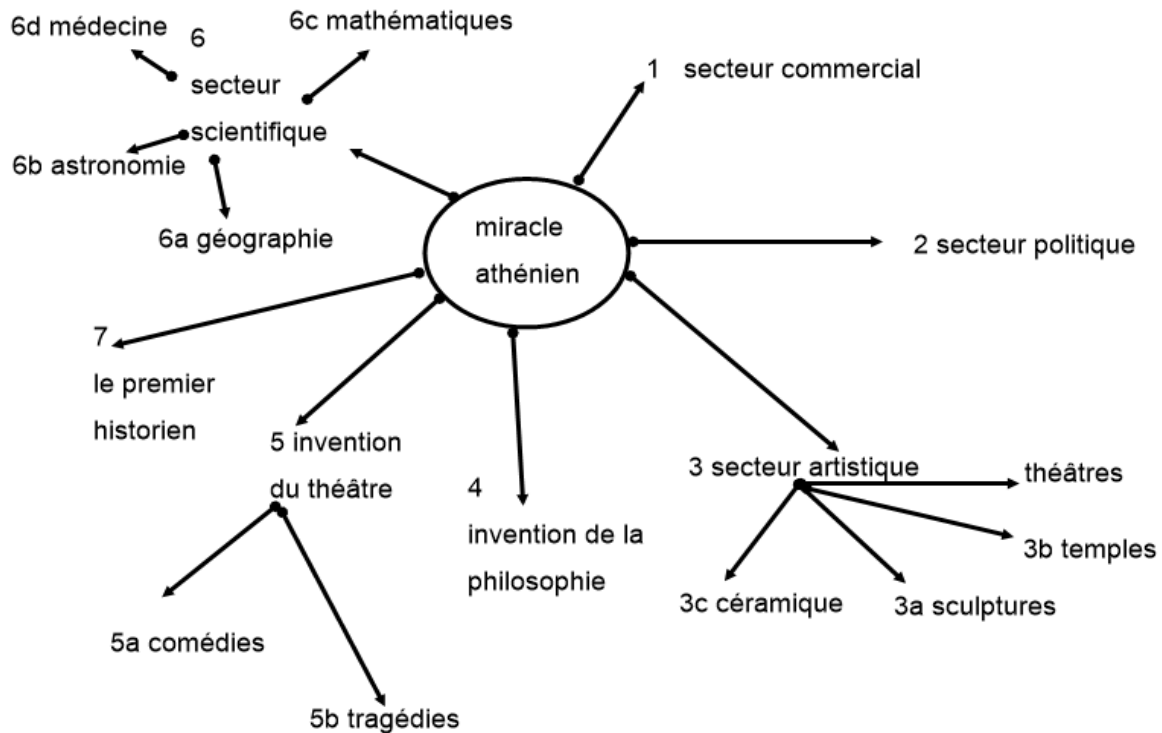 6d médecine
6
secteur
scientifique
6c mathématiques
6b astronomie
6a géographie
1 secteur commercial
miracle
athénien
2 secteur politique
7
le premier
historien
5 invention
du théâtre
5a comédies
5b tragédies
4
invention de la
philosophie
3 secteur artistique
théâtres
3b temples
3a sculptures
3c céramique